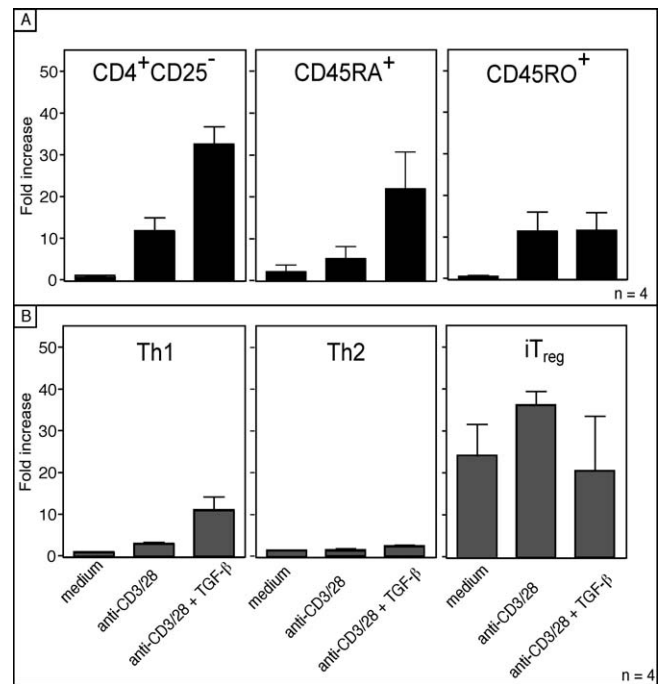 A
Fold increase
50
40
30
20
10
0
CD4⁺CD25⁻
CD45RA⁺
CD45RO⁺
n = 4
B
Fold increase
50
40
30
20
10
0
Th1
Th2
iTreg
medium
anti-CD3/28
anti-CD3/28 + TGF-β
medium
anti-CD3/28
anti-CD3/28 + TGF-β
medium
anti-CD3/28
anti-CD3/28 + TGF-β
n = 4